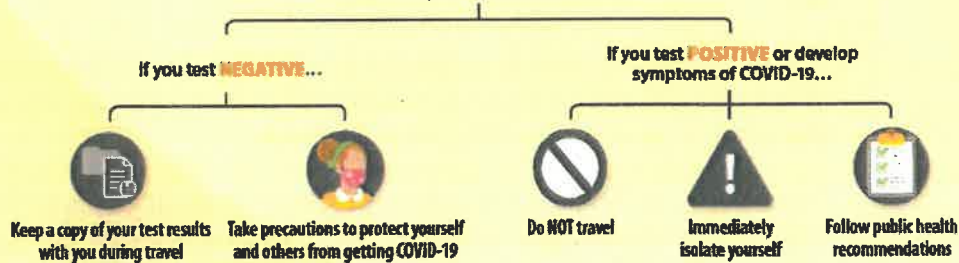 If you test NEGATIVE...
If you test POSITIVE or develop
symptoms of COVID-19...
Keep a copy of your test results
with you during travel
Take precautions to protect yourself
and others from getting COVID-19
Do NOT travel
Immediately
isolate yourself
Follow public health
recommendations